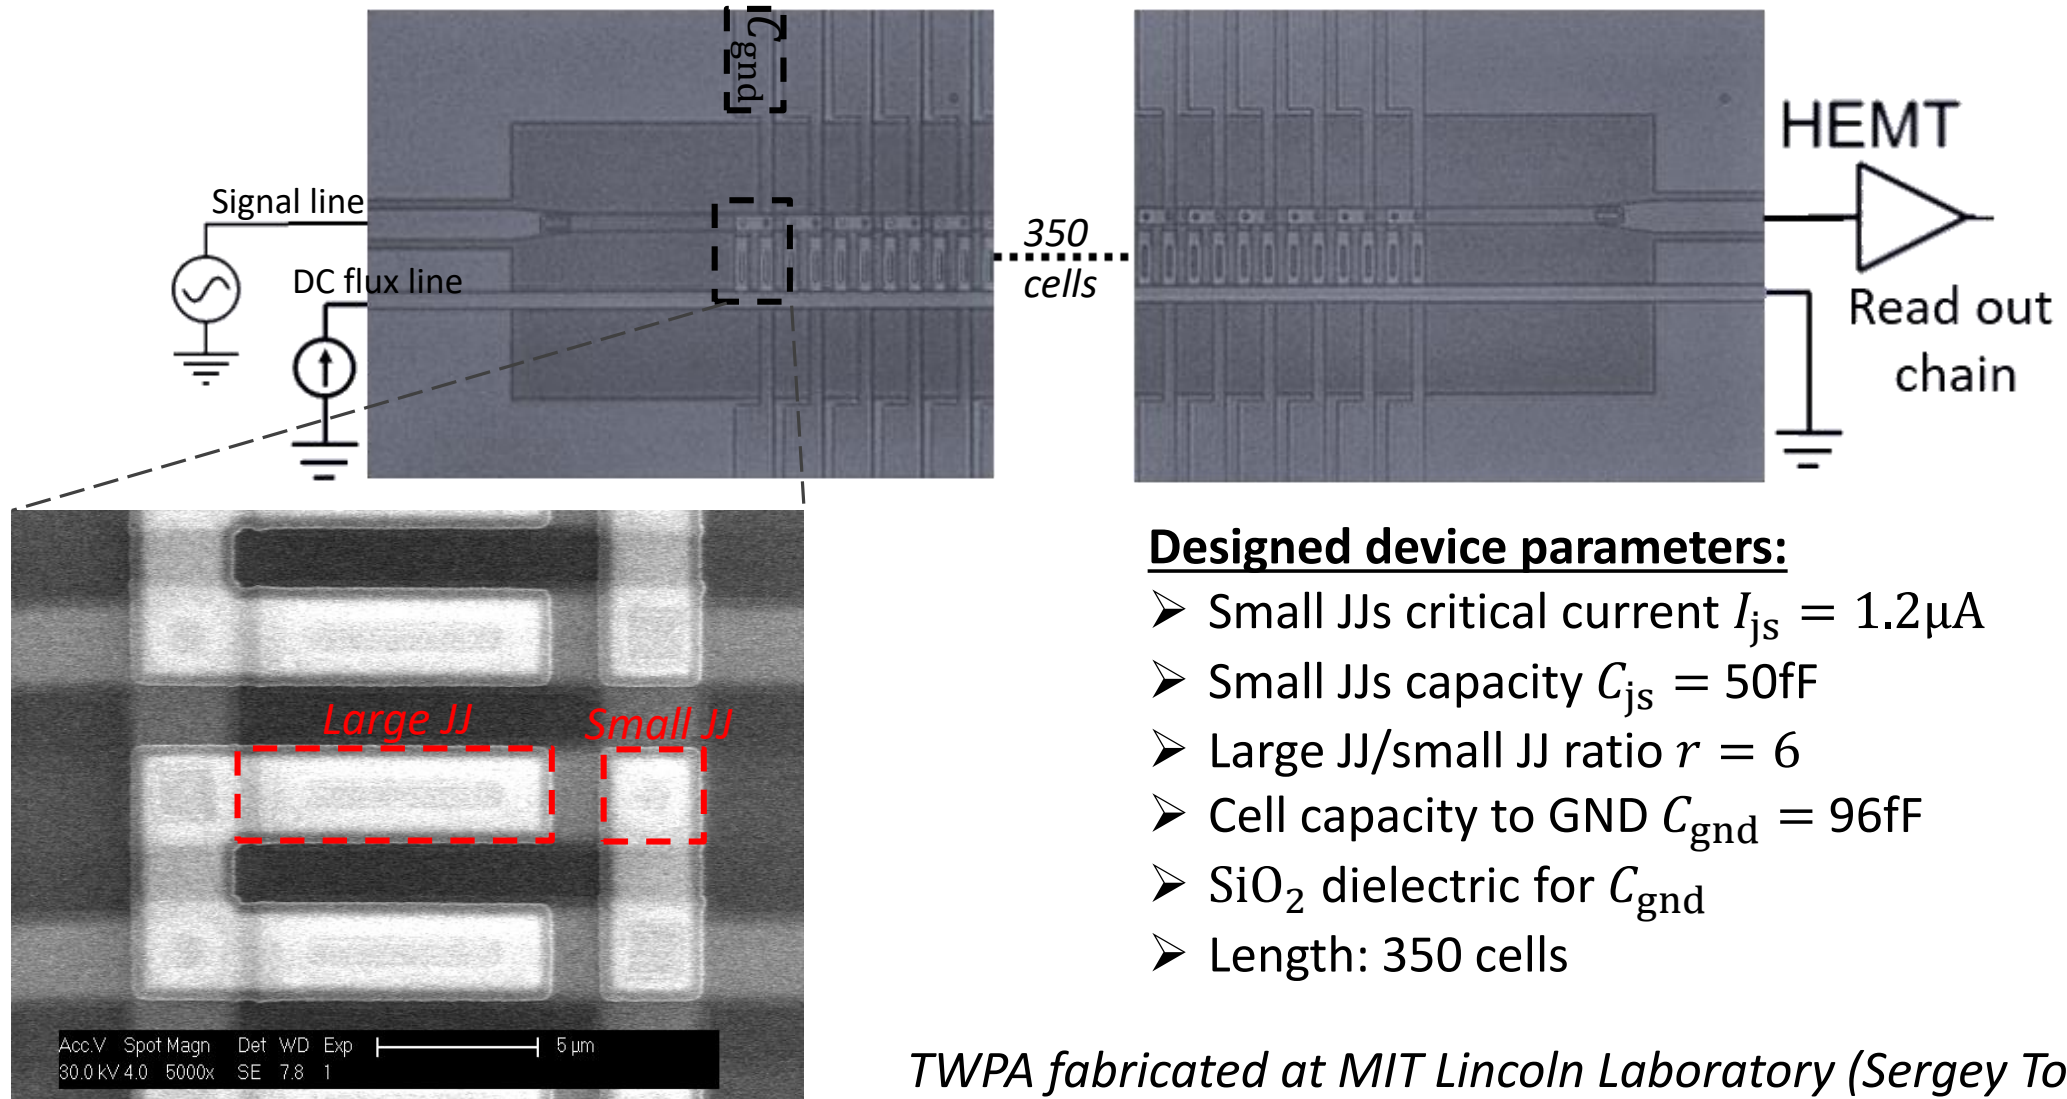 C_gnd
HEMT
Signal line
350
cells
DC flux line
Read out
chain
Designed device parameters:
➢ Small JJs critical current I_js = 1.2μA
➢ Small JJs capacity C_js = 50fF
➢ Large JJ/small JJ ratio r = 6
➢ Cell capacity to GND C_gnd = 96fF
➢ SiO₂ dielectric for C_gnd
➢ Length: 350 cells
Large JJ
Small JJ
Acc.V Spot Magn Det WD Exp 5 μm
30.0 kV 4.0 5000x SE 7.8 1
TWPA fabricated at MIT Lincoln Laboratory (Sergey To